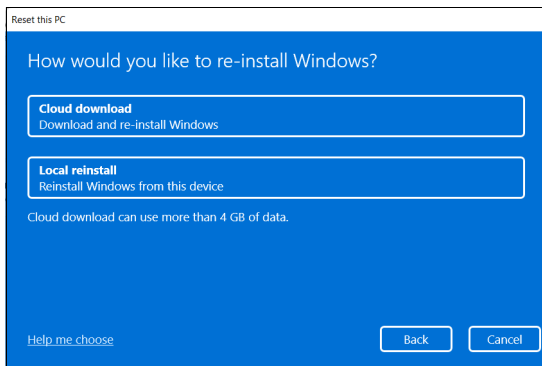 Reset this PC
How would you like to re-install Windows?
Cloud download
Download and re-install Windows
Local reinstall
Reinstall Windows from this device
Cloud download can use more than 4 GB of data.
Help me choose
Back
Cancel